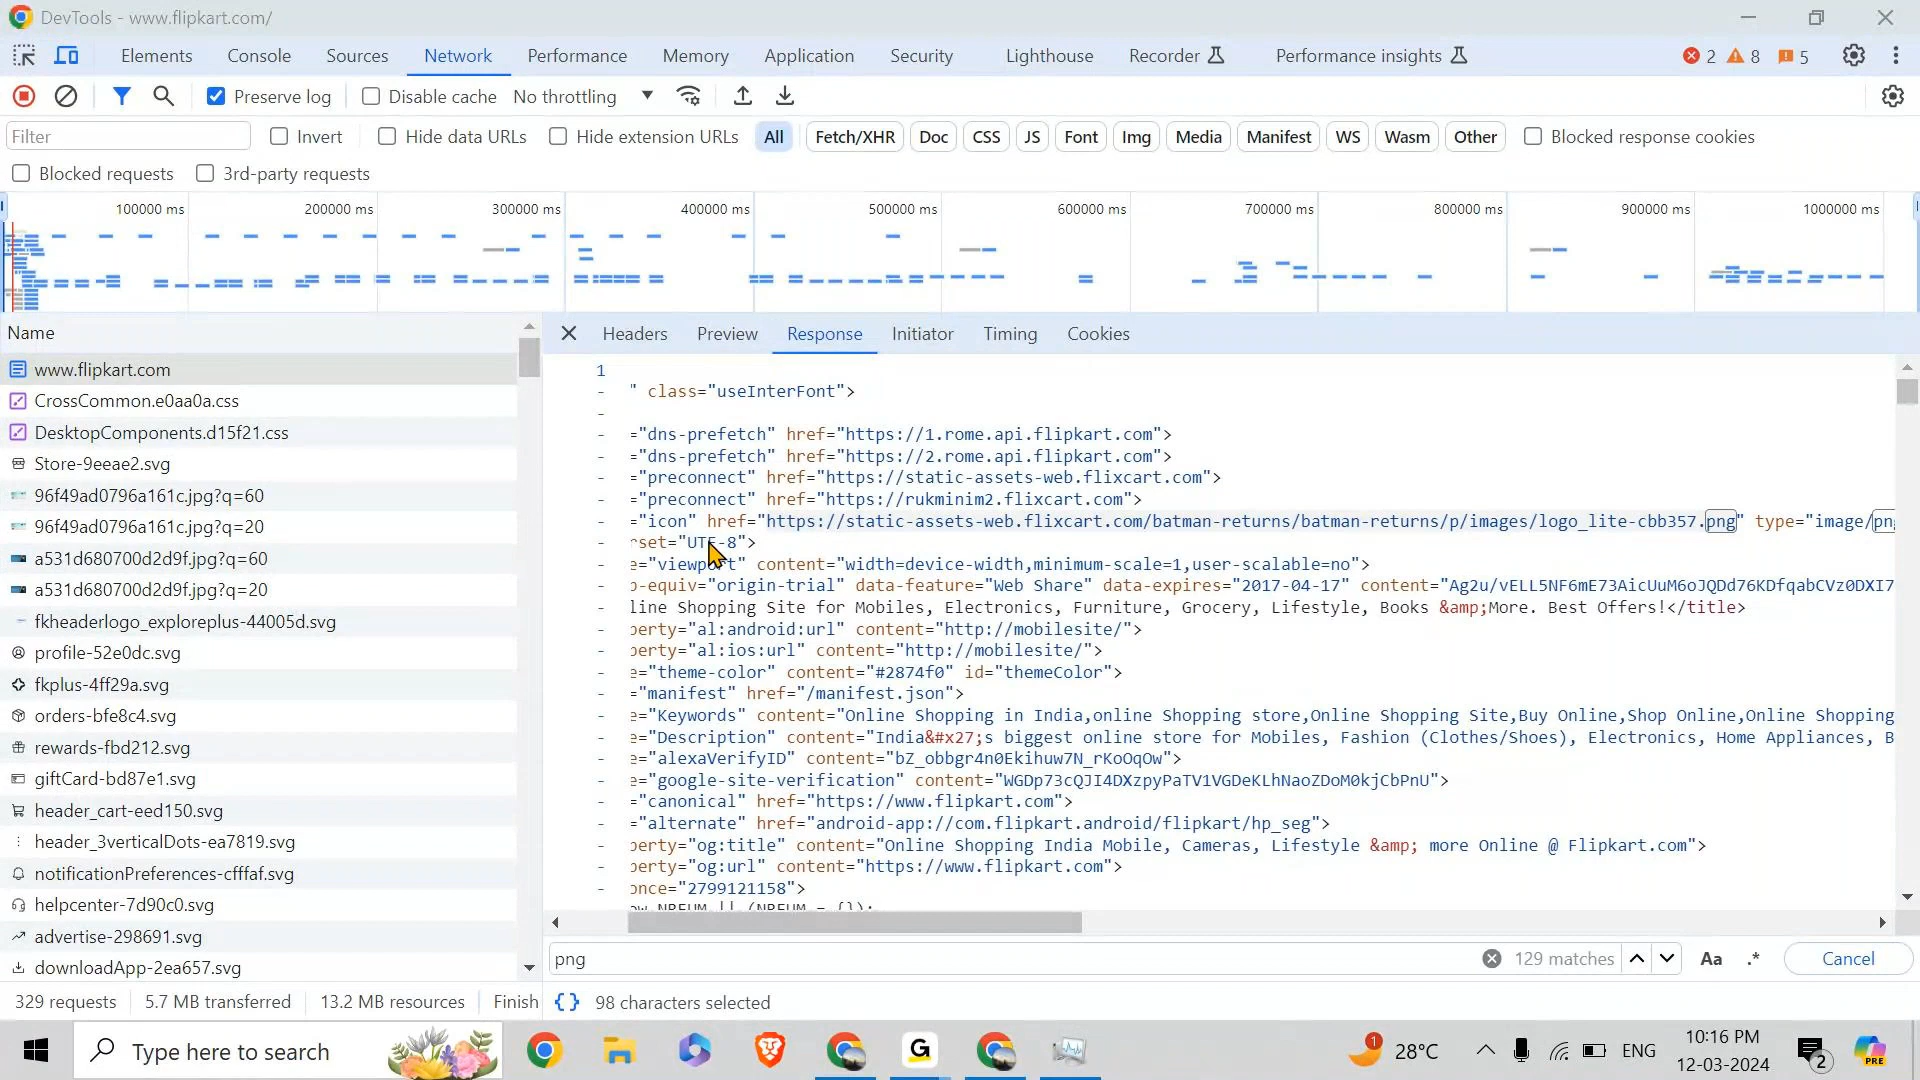 DevTools - www.flipkart.com/
Elements Console Sources Network Performance Memory Application Security Lighthouse Recorder Performance insights 2 8 5
Preserve log Disable cache No throttling
Filter Invert Hide data URLs Hide extension URLs All Fetch/XHR Doc CSS JS Font Img Media Manifest WS Wasm Other Blocked response cookies
Blocked requests 3rd-party requests
100000 ms 200000 ms 300000 ms 400000 ms 500000 ms 600000 ms 700000 ms 800000 ms 900000 ms 1000000 ms
Name
www.flipkart.com
CrossCommon.e0aa0a.css
DesktopComponents.d15f21.css
Store-9eeae2.svg
96f49ad0796a161c.jpg?q=60
96f49ad0796a161c.jpg?q=20
a531d680700d2d9f.jpg?q=60
a531d680700d2d9f.jpg?q=20
fkheaderlogo_exploreplus-44005d.svg
profile-52e0dc.svg
fkplus-4ff29a.svg
orders-bfe8c4.svg
rewards-fbd212.svg
giftCard-bd87e1.svg
header_cart-eed150.svg
header_3verticalDots-ea7819.svg
notificationPreferences-cfffaf.svg
helpcenter-7d90c0.svg
advertise-298691.svg
downloadApp-2ea657.svg
329 requests 5.7 MB transferred 13.2 MB resources Finish
Headers Preview Response Initiator Timing Cookies
1
- " class="useInterFont">
-
- ="dns-prefetch" href="https://1.rome.api.flipkart.com">
- ="dns-prefetch" href="https://2.rome.api.flipkart.com">
- ="preconnect" href="https://static-assets-web.flixcart.com">
- ="preconnect" href="https://rukminim2.flixcart.com">
- ="icon" href="https://static-assets-web.flixcart.com/batman-returns/batman-returns/p/images/logo_lite-cbb357.png" type="image/pn
- rset="UTF-8">
- e="viewport" content="width=device-width,minimum-scale=1,user-scalable=no">
- p-equiv="origin-trial" data-feature="Web Share" data-expires="2017-04-17" content="Ag2u/vELL5NF6mE73AicUuM6oJQDd76KDfqabCVz0DXI7
- line Shopping Site for Mobiles, Electronics, Furniture, Grocery, Lifestyle, Books &amp;More. Best Offers!</title>
- perty="al:android:url" content="http://mobilesite/">
- perty="al:ios:url" content="http://mobilesite/">
- e="theme-color" content="#2874f0" id="themeColor">
- ="manifest" href="/manifest.json">
- e="Keywords" content="Online Shopping in India,online Shopping store,Online Shopping Site,Buy Online,Shop Online,Online Shopping
- e="Description" content="India&#x27;s biggest online store for Mobiles, Fashion (Clothes/Shoes), Electronics, Home Appliances, B
- e="alexaVerifyID" content="bZ_obbgr4n0Ekihuw7N_rKoOqOw">
- e="google-site-verification" content="WGDp73cQJI4DXzpyPaTV1VGDeKLhNaoZDoM0kjCbPnU">
- ="canonical" href="https://www.flipkart.com">
- ="alternate" href="android-app://com.flipkart.android/flipkart/hp_seg">
- perty="og:title" content="Online Shopping India Mobile, Cameras, Lifestyle &amp; more Online @ Flipkart.com">
- perty="og:url" content="https://www.flipkart.com">
- once="2799121158">
NREUM || (NREUM = {});
png 129 matches Aa .* Cancel
{} 98 characters selected
Type here to search 1 28°C ENG 10:16 PM 12-03-2024 2 PRE